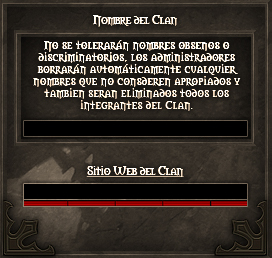 Nombre del Clan
No se tolerarán nombres obsenos o
discriminatorios, los administradores
borrarán automáticamente cualquier
nombres que no consderen apropiados y
tambien seran eliminados todos los
integrantes del Clan.
Sitio Web del Clan